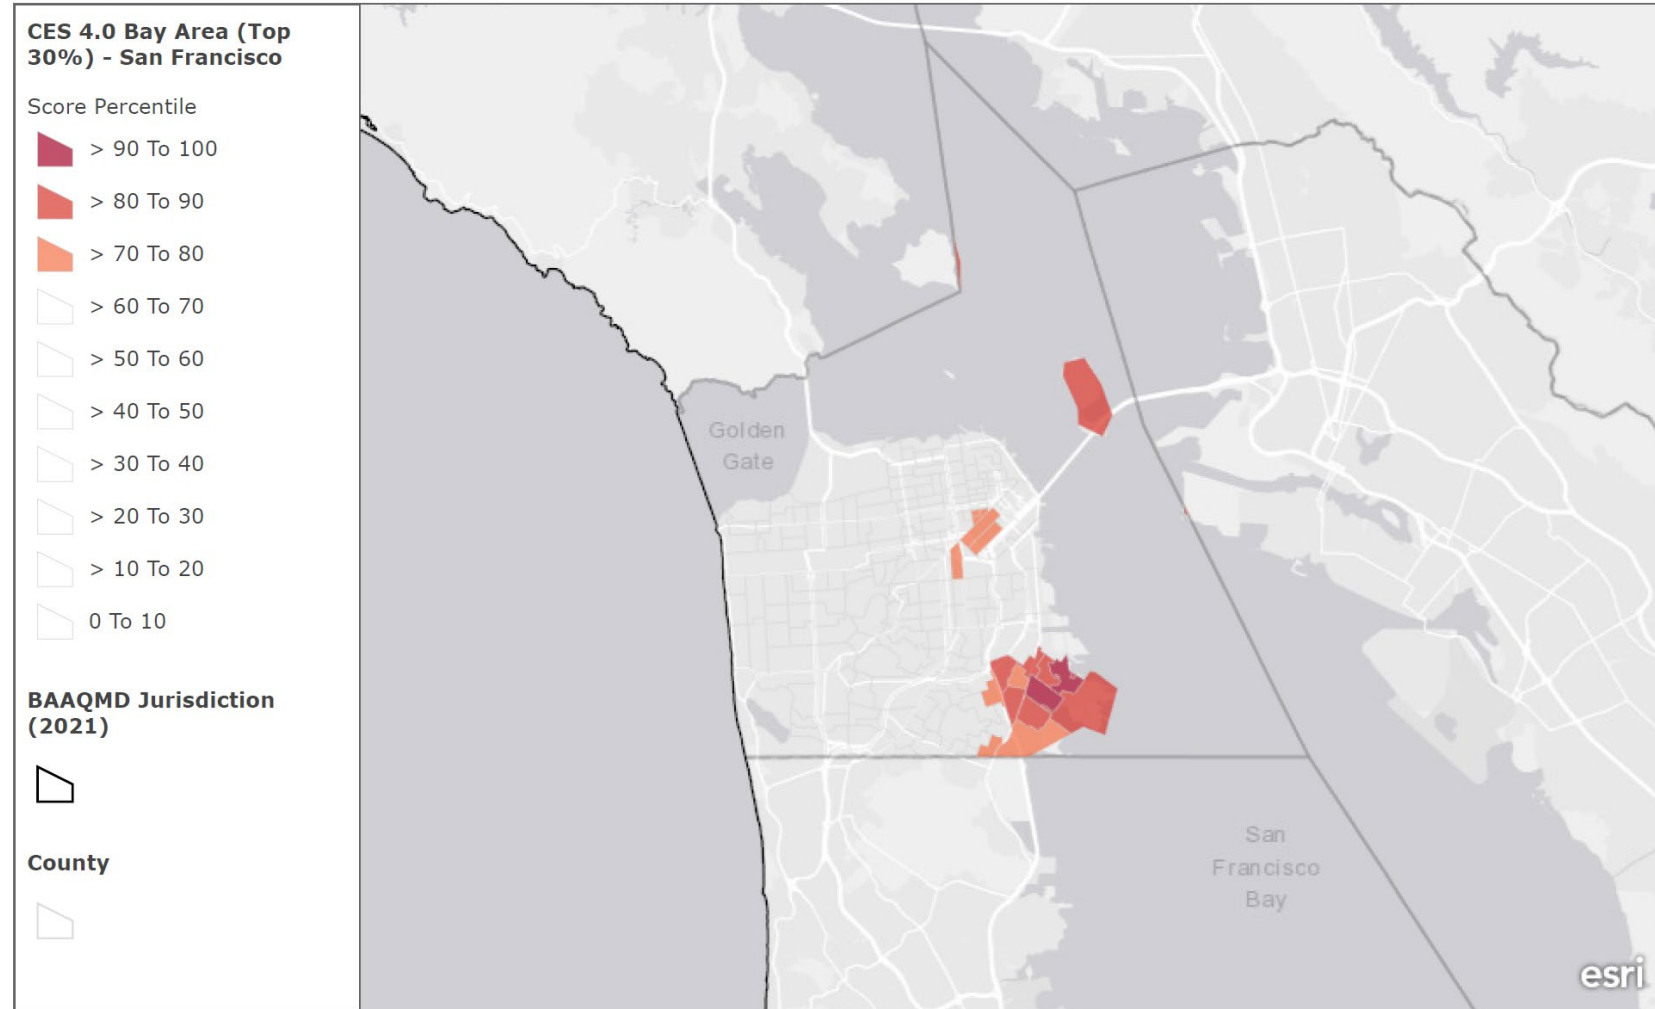 CES 4.0 Bay Area (Top
30%) - San Francisco
Score Percentile
> 90 To 100
> 80 To 90
> 70 To 80
> 60 To 70
> 50 To 60
> 40 To 50
> 30 To 40
> 20 To 30
> 10 To 20
0 To 10
BAAQMD Jurisdiction
(2021)
County
Golden
Gate
San
Francisco
Bay
esri